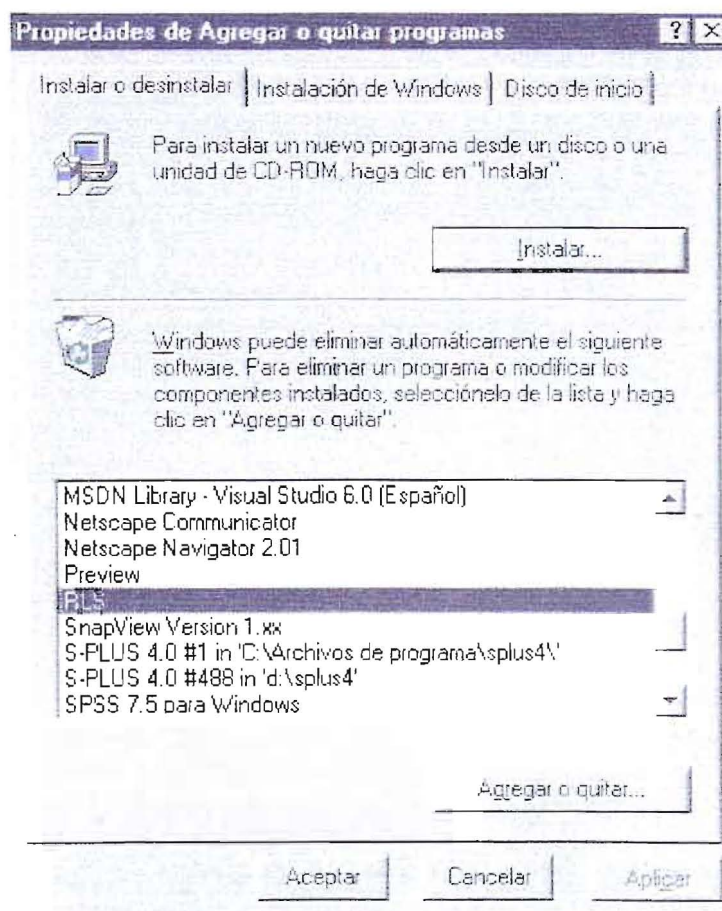 Propiedades de Agregar o quitar programas
Instalar o desinstalar Instalación de Windows Disco de inicio
Para instalar un nuevo programa desde un disco o una
unidad de CD-ROM, haga clic en "Instalar".
Instalar...
Windows puede eliminar automáticamente el siguiente
software. Para eliminar un programa o modificar los
componentes instalados, selecciónelo de la lista y haga
clic en "Agregar o quitar".
MSDN Library - Visual Studio 6.0 (Español)
Netscape Communicator
Netscape Navigator 2.01
Preview
RLS
SnapView Version 1.xx
S-PLUS 4.0 #1 in 'C:\Archivos de programa\splus4\'
S-PLUS 4.0 #488 in 'd:\splus4'
SPSS 7.5 para Windows
Agregar o quitar...
Aceptar Cancelar Aplicar